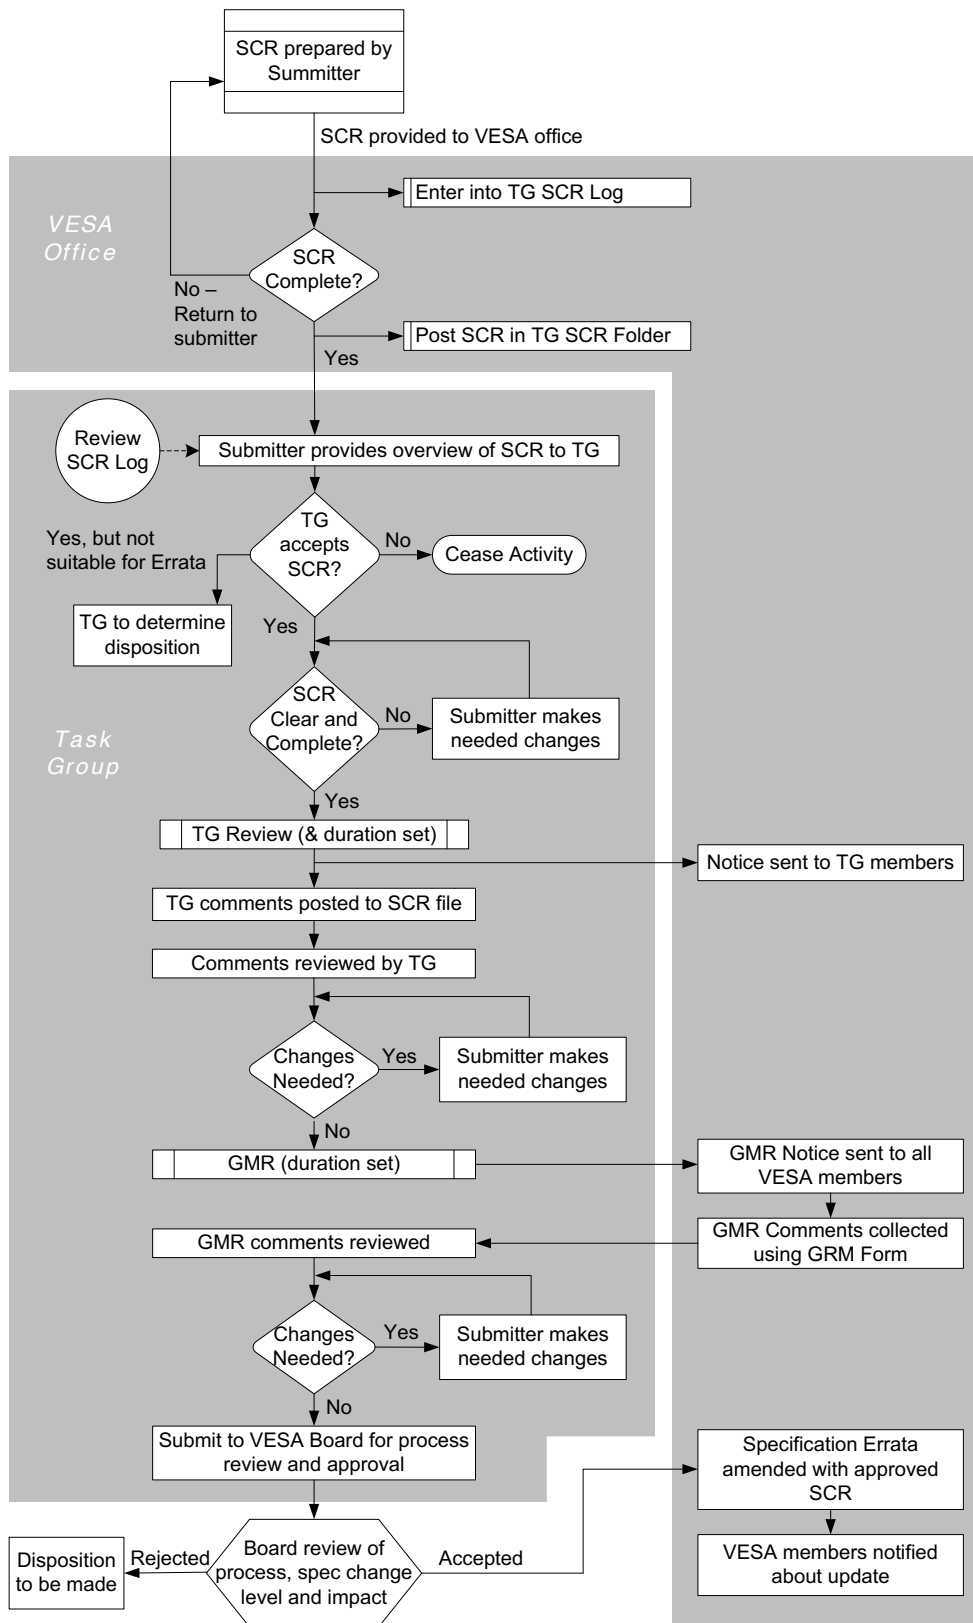 SCR prepared by
Summitter
SCR provided to VESA office
VESA
Office
Enter into TG SCR Log
SCR
Complete?
No –
Return to
submitter
Post SCR in TG SCR Folder
Yes
Review
SCR Log
Submitter provides overview of SCR to TG
TG
accepts
SCR?
Yes, but not
suitable for Errata
No
Cease Activity
TG to determine
disposition
Yes
SCR
Clear and
Complete?
No
Submitter makes
needed changes
Task
Group
Yes
TG Review (& duration set)
Notice sent to TG members
TG comments posted to SCR file
Comments reviewed by TG
Changes
Needed?
Yes
Submitter makes
needed changes
No
GMR (duration set)
GMR Notice sent to all
VESA members
GMR Comments collected
using GRM Form
GMR comments reviewed
Changes
Needed?
Yes
Submitter makes
needed changes
No
Submit to VESA Board for process
review and approval
Specification Errata
amended with approved
SCR
Board review of
process, spec change
level and impact
Rejected
Disposition
to be made
Accepted
VESA members notified
about update